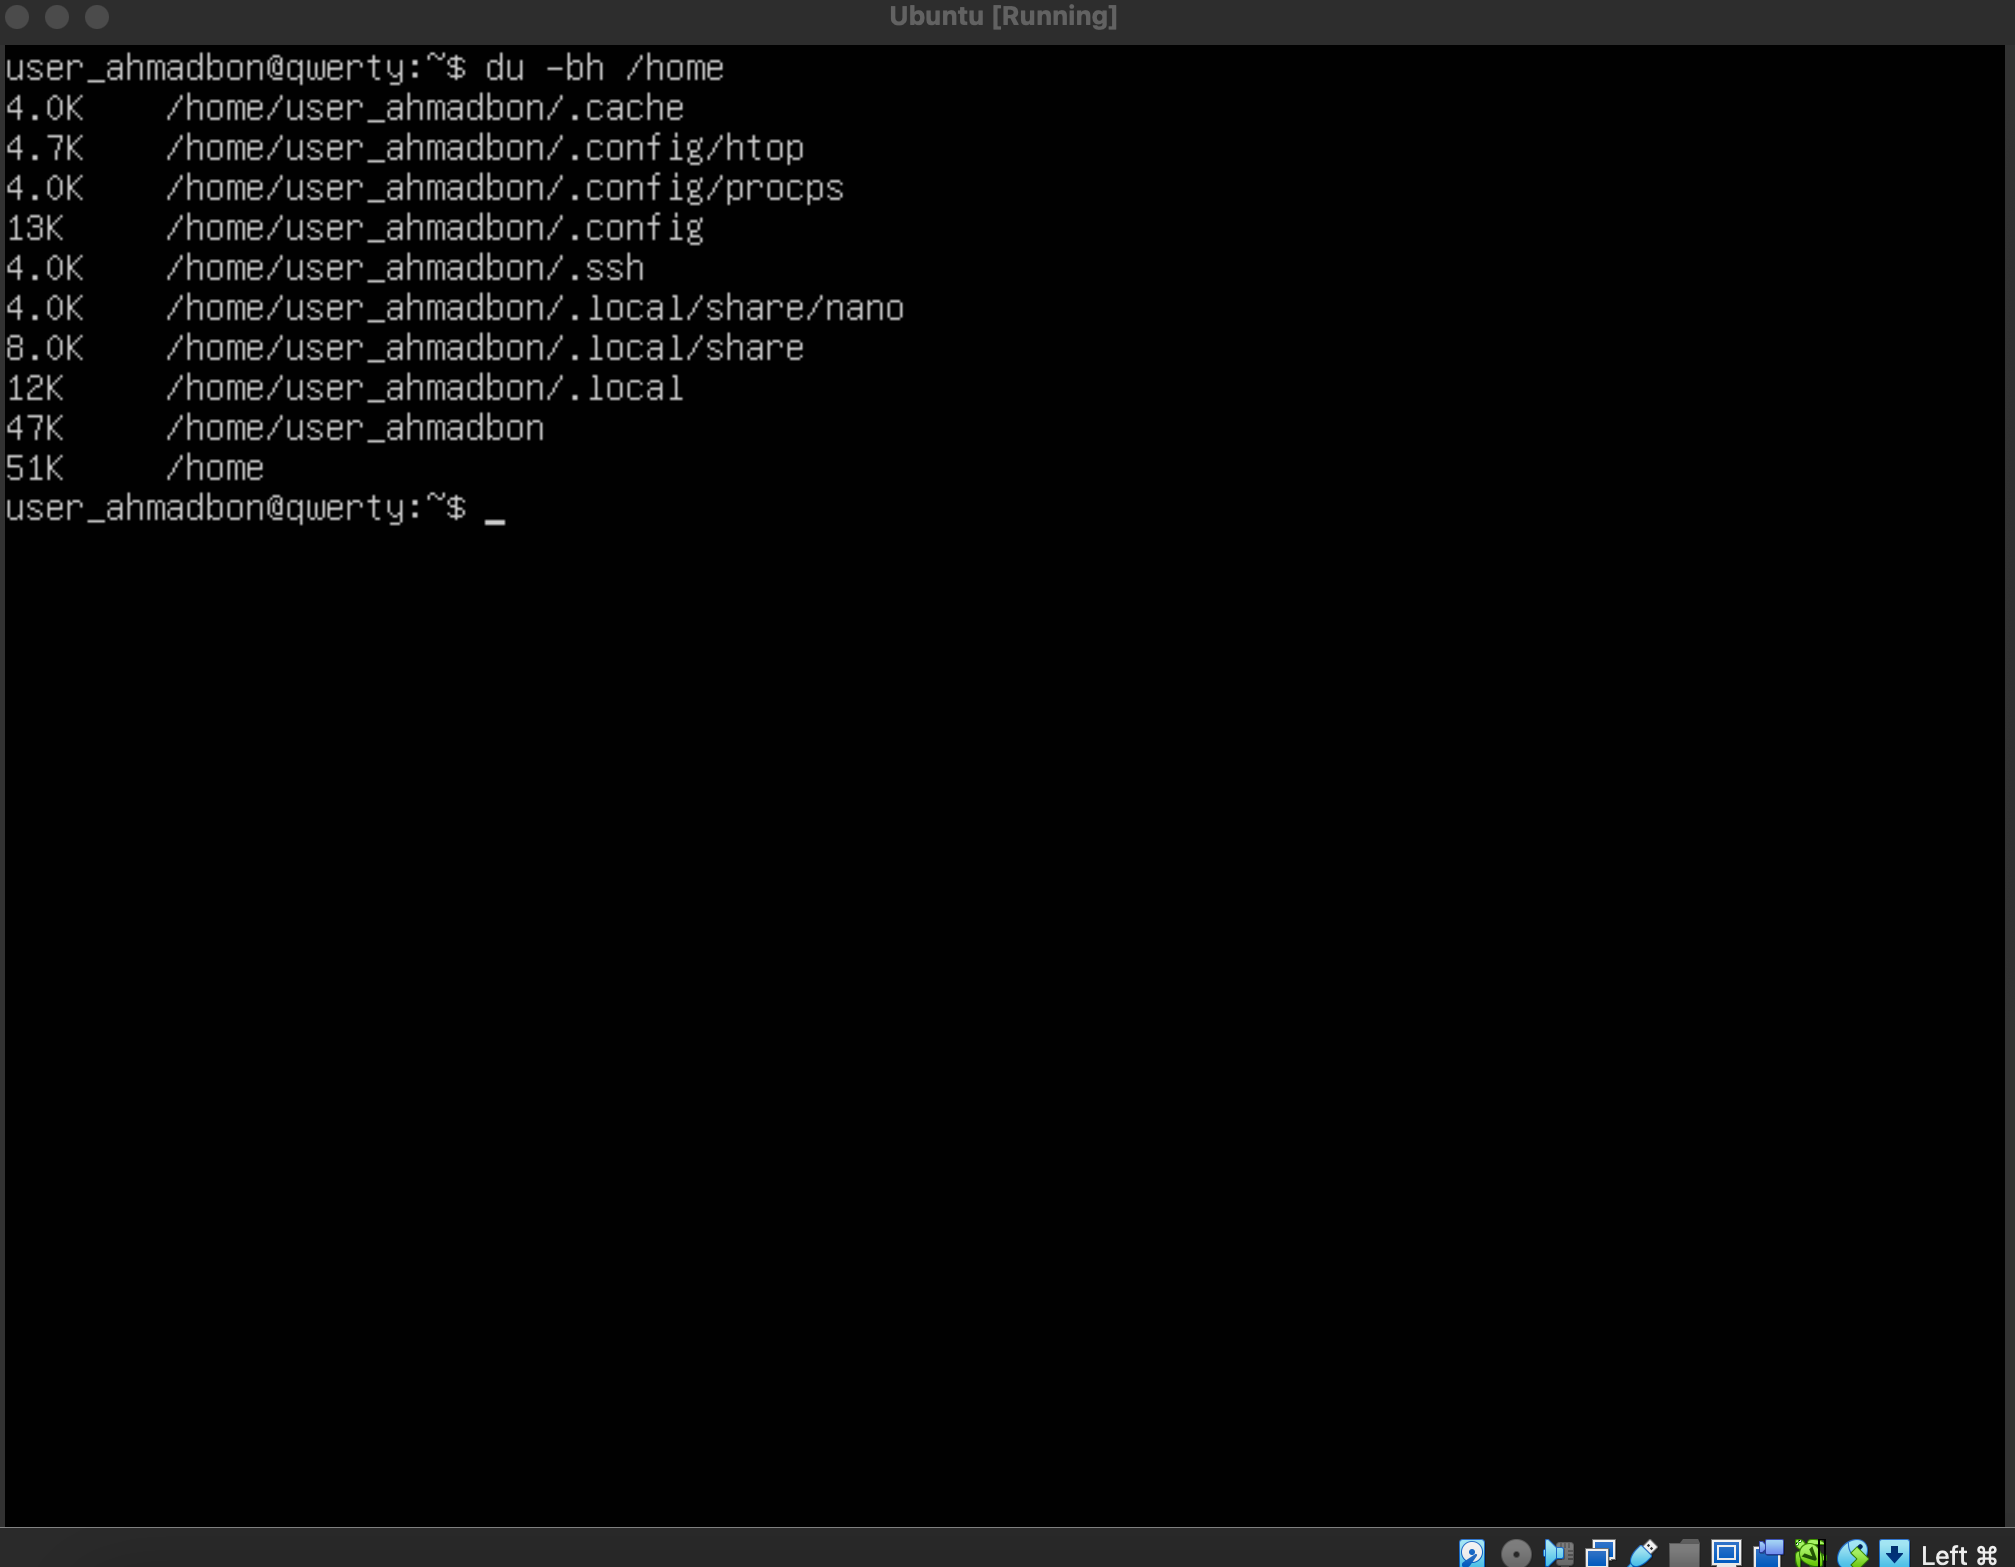 Ubuntu [Running]
user_ahmadbon@qwerty:~$ du -bh /home
4.0K    /home/user_ahmadbon/.cache
4.7K    /home/user_ahmadbon/.config/htop
4.0K    /home/user_ahmadbon/.config/procps
13K     /home/user_ahmadbon/.config
4.0K    /home/user_ahmadbon/.ssh
4.0K    /home/user_ahmadbon/.local/share/nano
8.0K    /home/user_ahmadbon/.local/share
12K     /home/user_ahmadbon/.local
47K     /home/user_ahmadbon
51K     /home
user_ahmadbon@qwerty:~$ _
Left ⌘